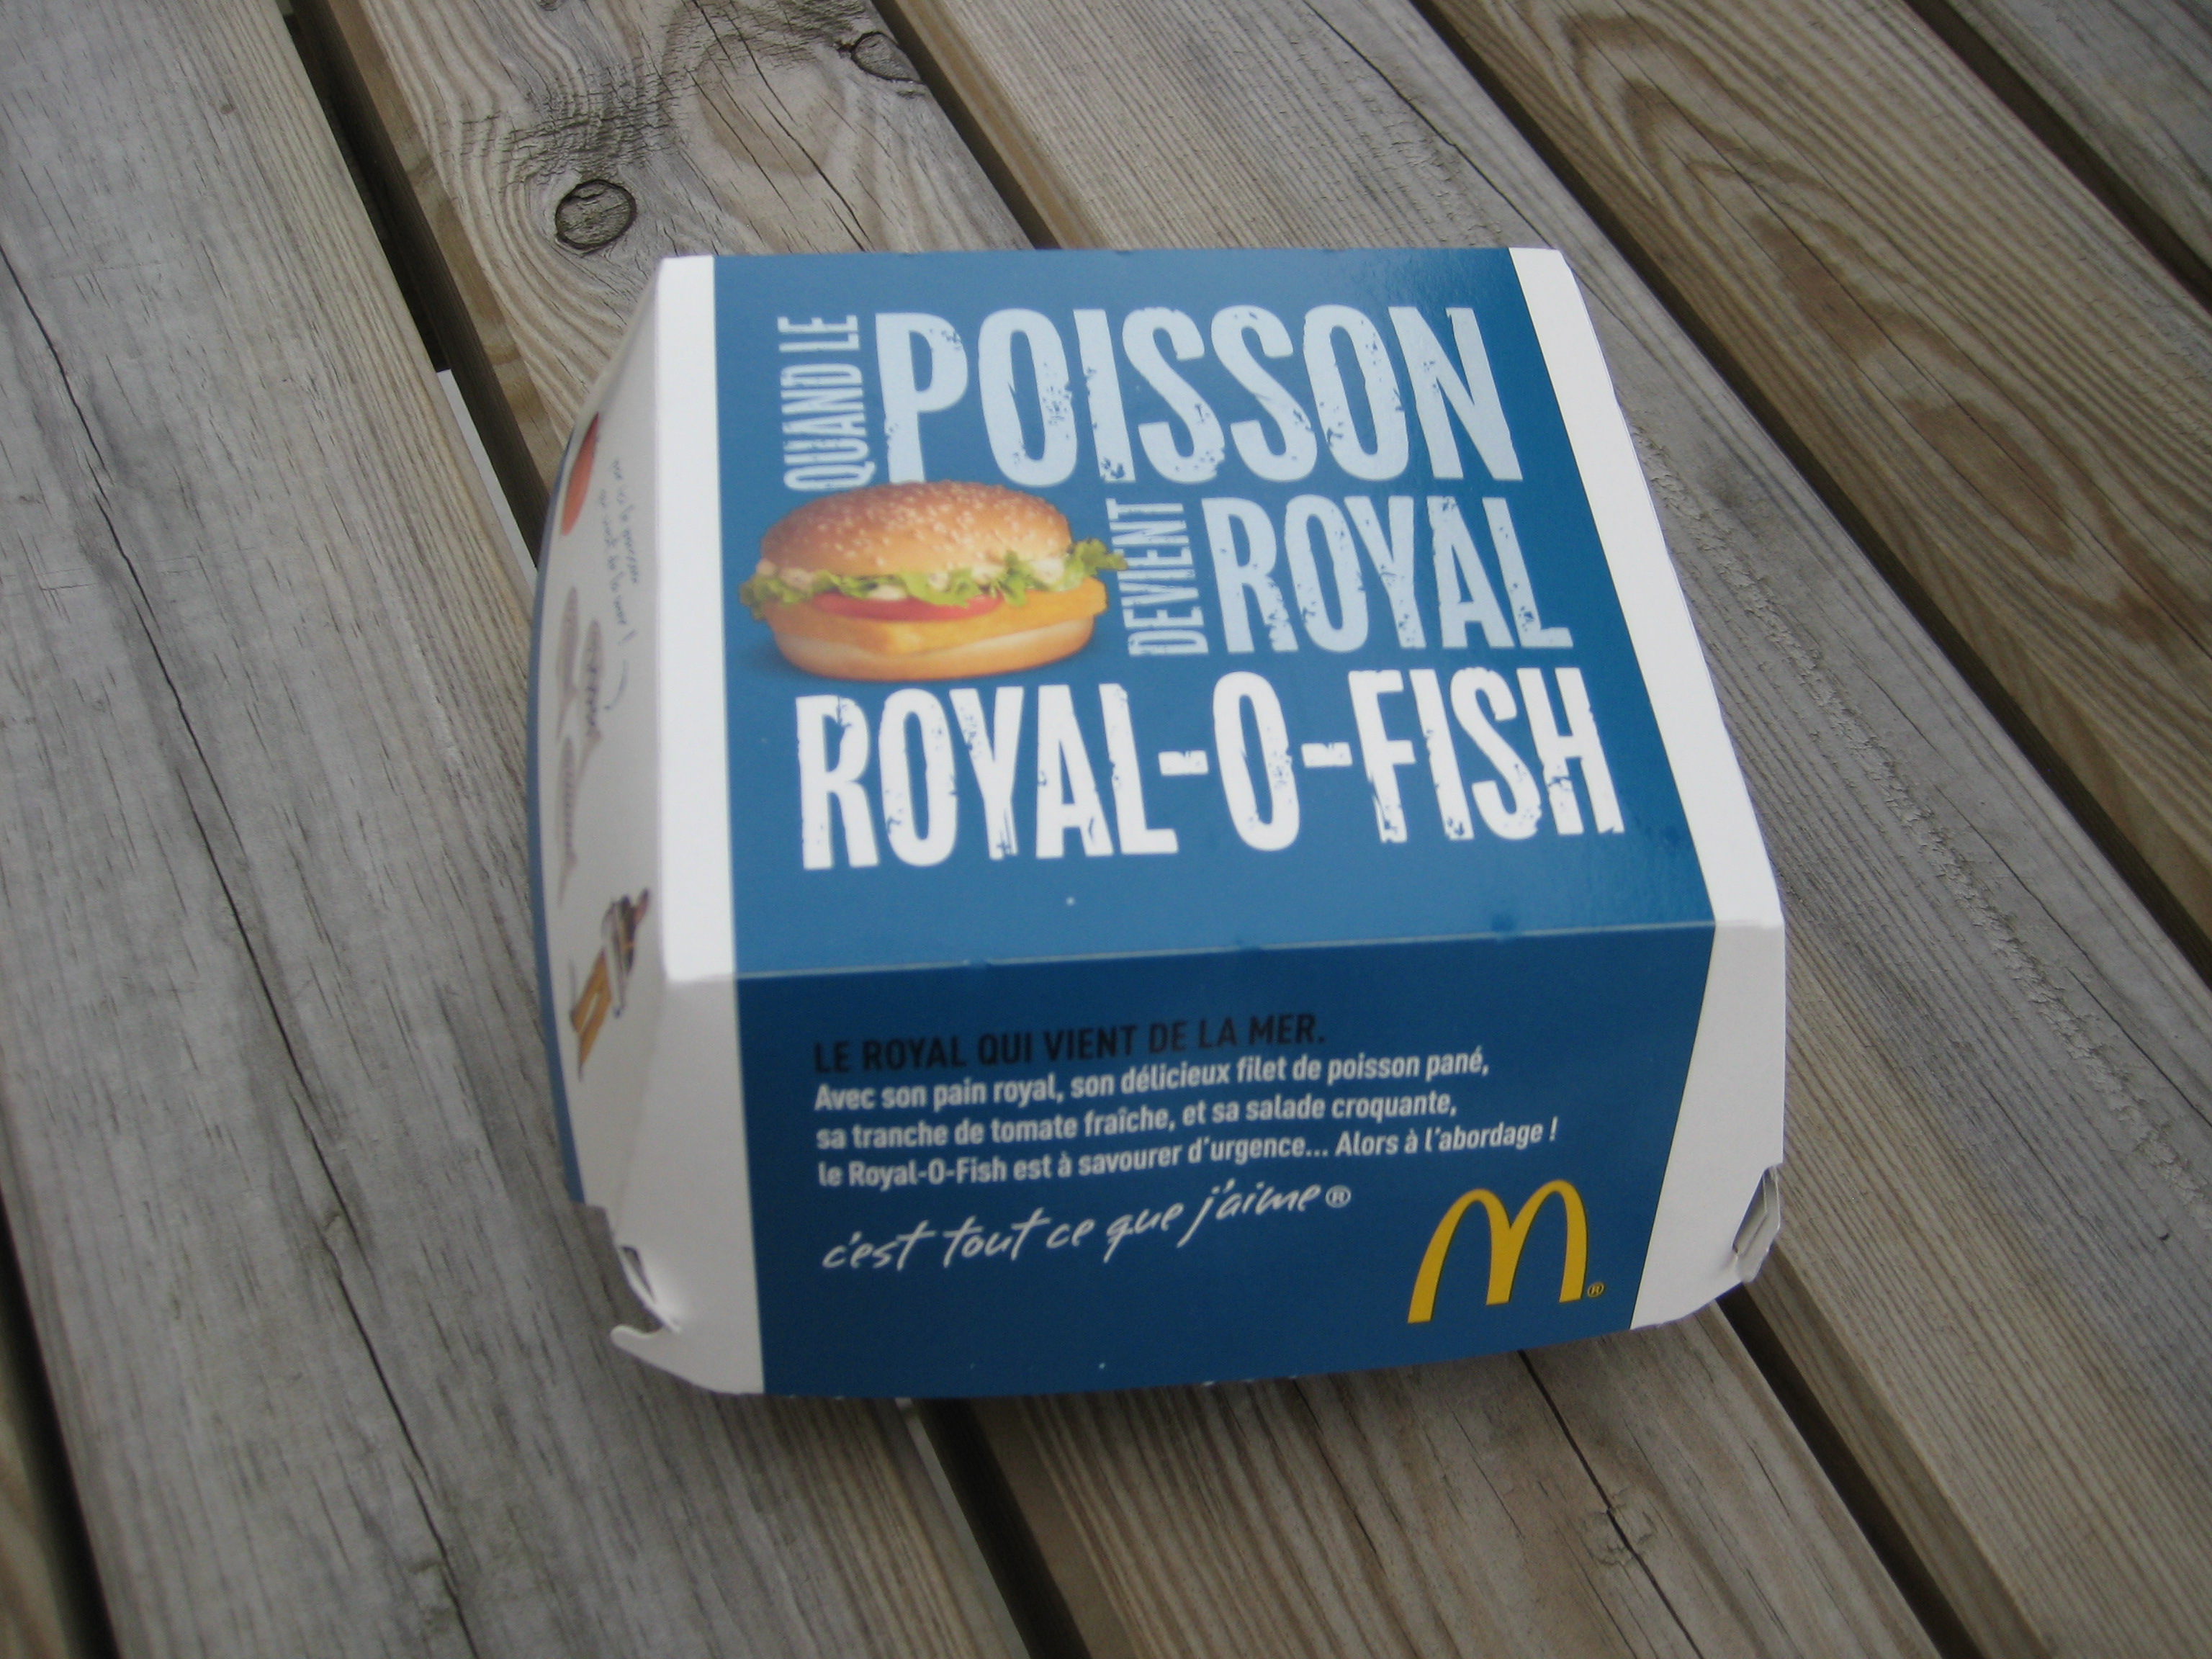 QUAND LE POISSON
DEVIENT ROYAL
ROYAL-O-FISH
LE ROYAL QUI VIENT DE LA MER.
Avec son pain royal, son délicieux filet de poisson pané,
sa tranche de tomate fraîche, et sa salade croquante,
le Royal-O-Fish est à savourer d'urgence... Alors à l'abordage !
c'est tout ce que j'aime®
M®